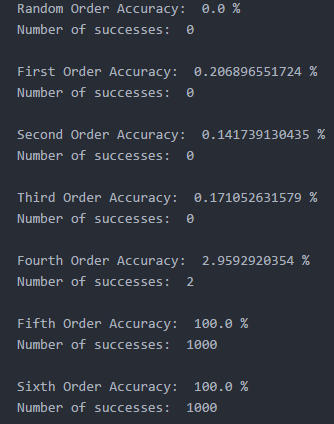 Random Order Accuracy:  0.0 %
Number of successes:  0
First Order Accuracy:  0.206896551724 %
Number of successes:  0
Second Order Accuracy:  0.141739130435 %
Number of successes:  0
Third Order Accuracy:  0.171052631579 %
Number of successes:  0
Fourth Order Accuracy:  2.9592920354 %
Number of successes:  2
Fifth Order Accuracy:  100.0 %
Number of successes:  1000
Sixth Order Accuracy:  100.0 %
Number of successes:  1000